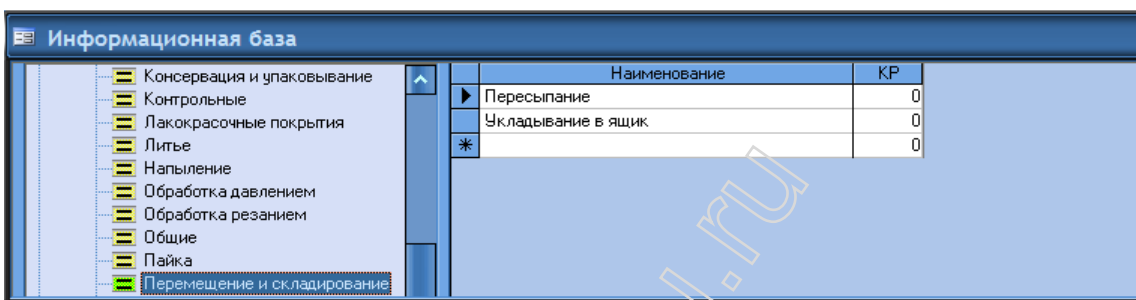 Информационная база
Консервация и упаковывание
Контрольные
Лакокрасочные покрытия
Литье
Напыление
Обработка давлением
Обработка резанием
Общие
Пайка
Перемещение и складирование
Наименование КР
Пересыпание 0
Укладывание в ящик 0
0
l.ru